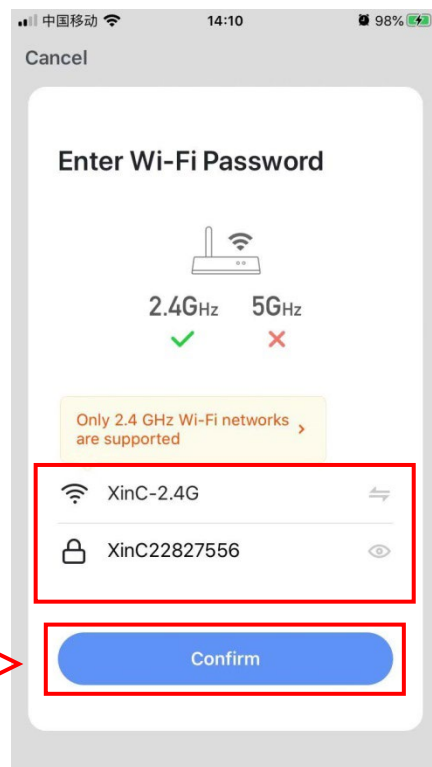 中国移动 14:10 98%
Cancel
Enter Wi-Fi Password
2.4GHz 5GHz
Only 2.4 GHz Wi-Fi networks
are supported
XinC-2.4G
XinC22827556
Confirm